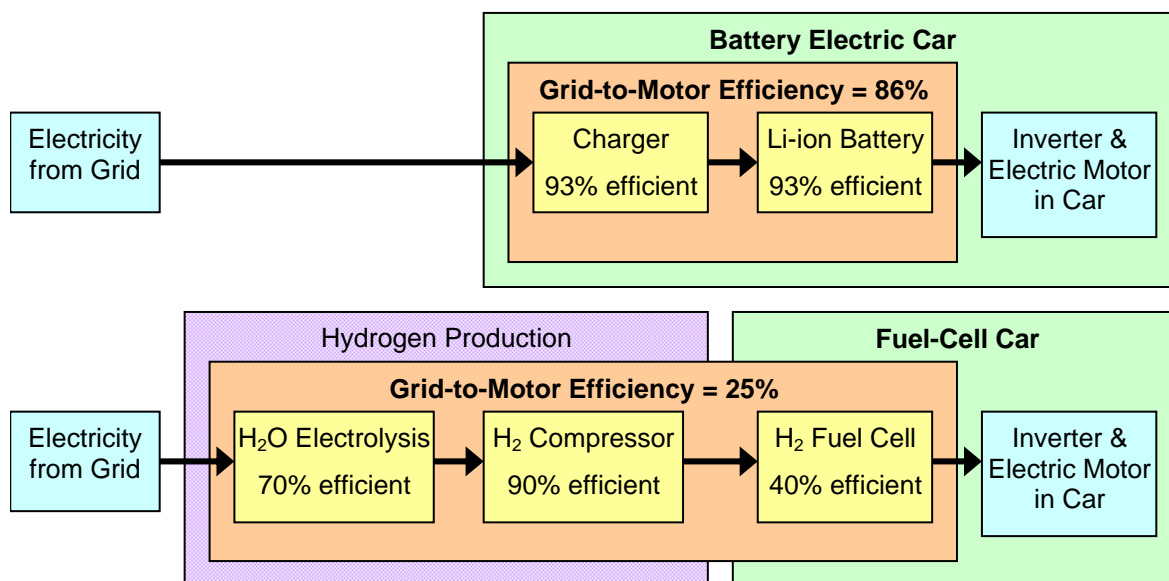 Battery Electric Car
Grid-to-Motor Efficiency = 86%
Electricity
from Grid
Charger
93% efficient
Li-ion Battery
93% efficient
Inverter &
Electric Motor
in Car
Hydrogen Production
Fuel-Cell Car
Grid-to-Motor Efficiency = 25%
Electricity
from Grid
H₂O Electrolysis
70% efficient
H₂ Compressor
90% efficient
H₂ Fuel Cell
40% efficient
Inverter &
Electric Motor
in Car